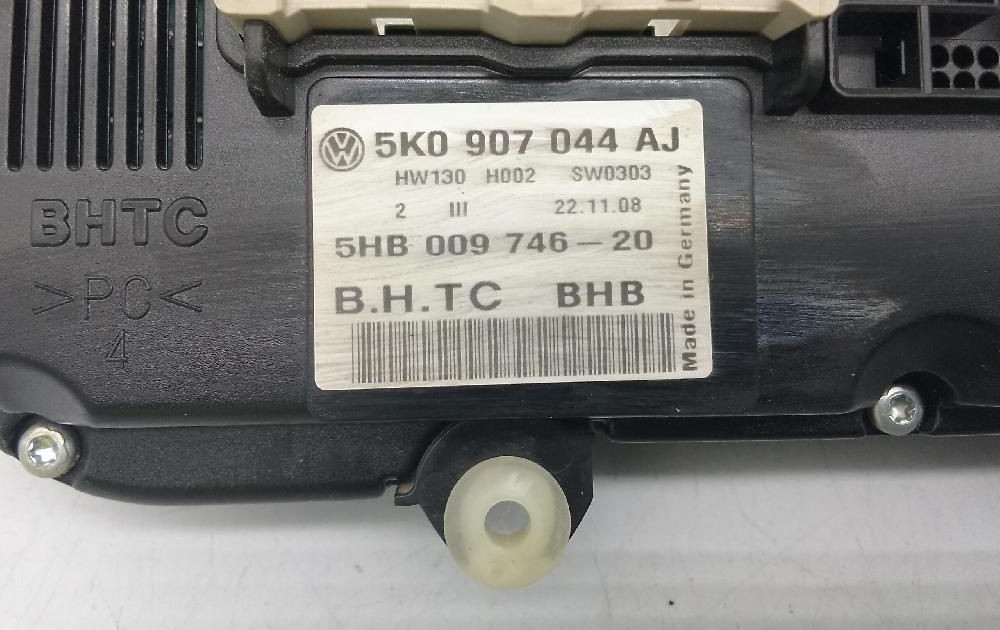 5K0 907 044 AJ
HW130 H002 SW0303
2 III 22.11.08
5HB 009 746-20
B.H.TC BHB
Made in Germany
BHTC
>PC<
4